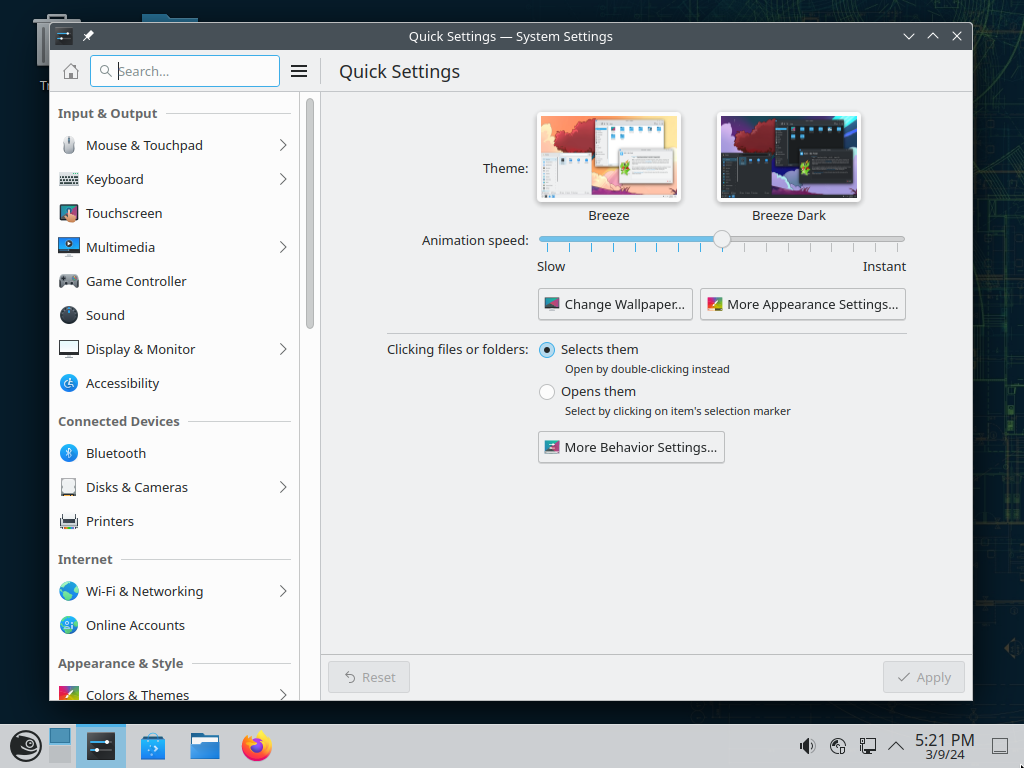 Quick Settings — System Settings
Search...
Quick Settings
Input & Output
Mouse & Touchpad
Keyboard
Touchscreen
Multimedia
Game Controller
Sound
Display & Monitor
Accessibility
Connected Devices
Bluetooth
Disks & Cameras
Printers
Internet
Wi-Fi & Networking
Online Accounts
Appearance & Style
Colors & Themes
Theme:
Breeze
Breeze Dark
Animation speed:
Slow
Instant
Change Wallpaper...
More Appearance Settings...
Clicking files or folders:
Selects them
Open by double-clicking instead
Opens them
Select by clicking on item's selection marker
More Behavior Settings...
Reset
Apply
5:21 PM
3/9/24